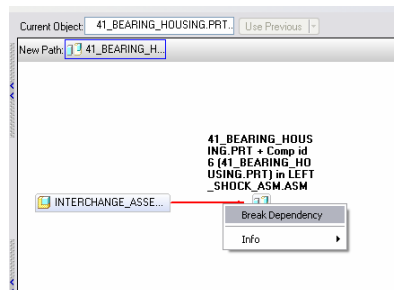 Current Object: 41_BEARING_HOUSING.PRT.. Use Previous
New Path: 41_BEARING_H...
41_BEARING_HOUS
ING.PRT + Comp id
6 (41_BEARING_HO
USING.PRT) in LEFT
_SHOCK_ASM.ASM
INTERCHANGE_ASSE...
Break Dependency
Info